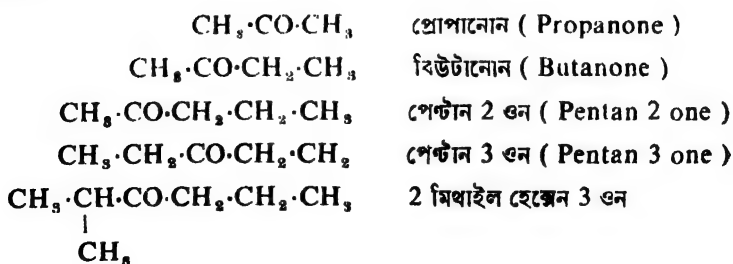 CH₃·CO·CH₃ প্রোপানোন ( Propanone )
CH₃·CO·CH₂·CH₃ বিউটানোন ( Butanone )
CH₃·CO·CH₂·CH₂·CH₃ পেন্টান 2 ওন ( Pentan 2 one )
CH₃·CH₂·CO·CH₂·CH₂ পেন্টান 3 ওন ( Pentan 3 one )
CH₃·CH·CO·CH₂·CH₂·CH₃ 2 মিথাইল হেক্সেন 3 ওন
CH₃